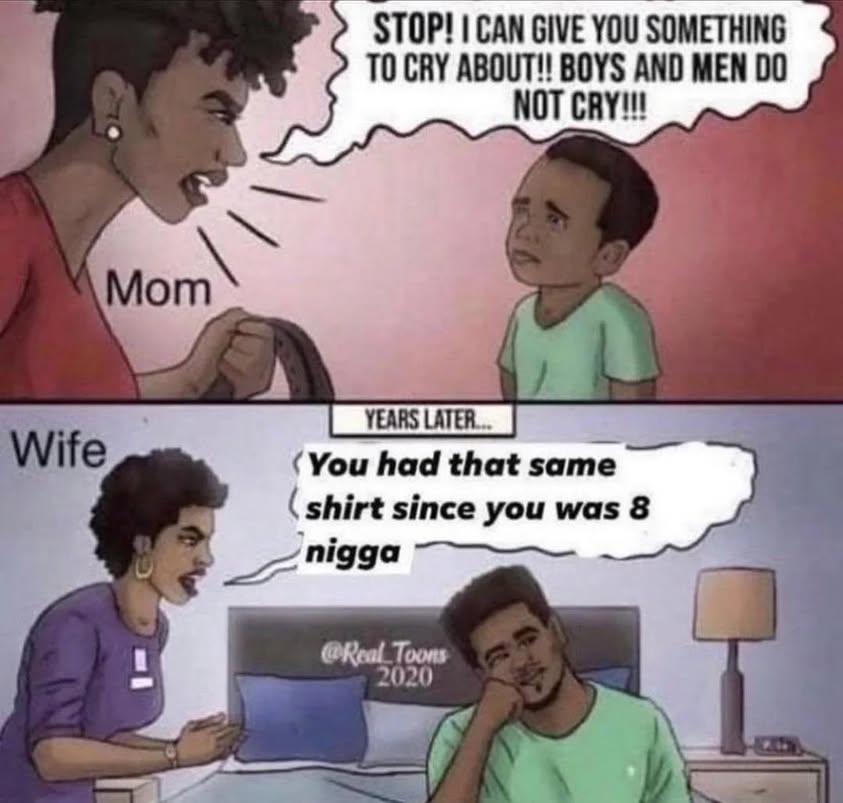 STOP! I CAN GIVE YOU SOMETHING
TO CRY ABOUT!! BOYS AND MEN DO
NOT CRY!!!
Mom
YEARS LATER...
Wife
You had that same
shirt since you was 8
nigga
@Real_Toons
2020